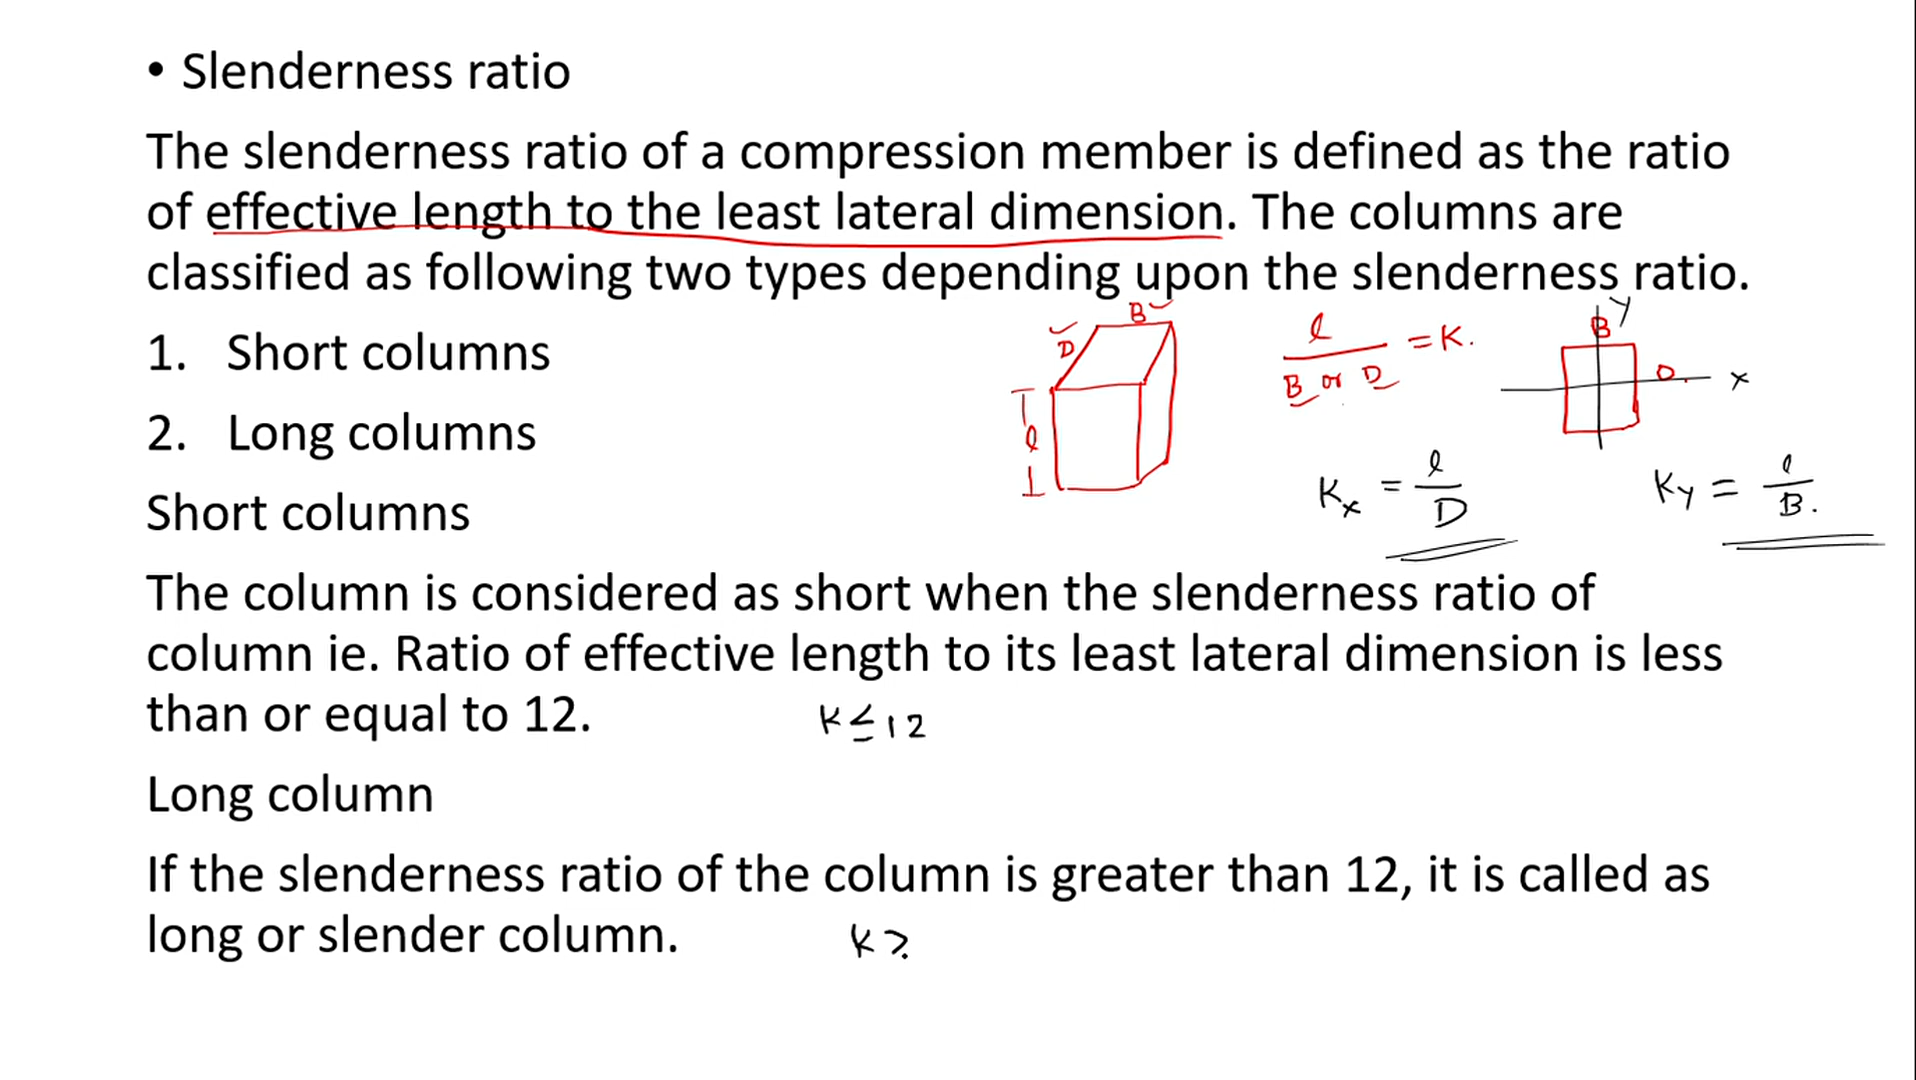 • Slenderness ratio
The slenderness ratio of a compression member is defined as the ratio
of effective length to the least lateral dimension. The columns are
classified as following two types depending upon the slenderness ratio.
1. Short columns
2. Long columns
B
D
l
l / B or D = K.
Y
B
D.
x
Kx = l / D
Ky = l / B.
Short columns
The column is considered as short when the slenderness ratio of
column ie. Ratio of effective length to its least lateral dimension is less
than or equal to 12. K ≤ 12
Long column
If the slenderness ratio of the column is greater than 12, it is called as
long or slender column. K >